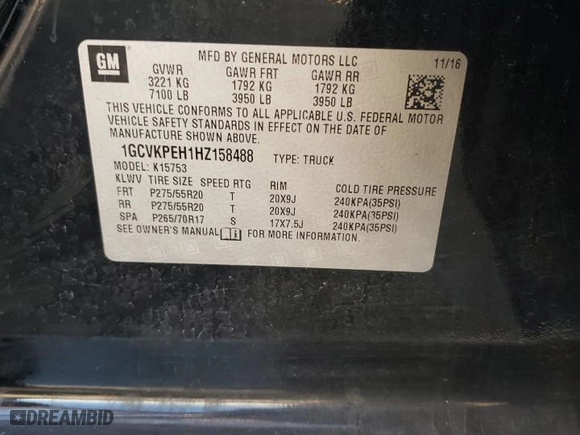 GM
MFD BY GENERAL MOTORS LLC
11/16
GVWR GAWR FRT GAWR RR
3221 KG 1792 KG 1792 KG
7100 LB 3950 LB 3950 LB
THIS VEHICLE CONFORMS TO ALL APPLICABLE U.S. FEDERAL MOTOR
VEHICLE SAFETY STANDARDS IN EFFECT ON THE DATE OF
MANUFACTURE SHOWN ABOVE.
1GCVKPEH1HZ158488 TYPE: TRUCK
MODEL: K15753
KLWV TIRE SIZE SPEED RTG RIM COLD TIRE PRESSURE
FRT P275/55R20 T 20X9J 240KPA(35PSI)
RR P275/55R20 T 20X9J 240KPA(35PSI)
SPA P265/70R17 S 17X7.5J 240KPA(35PSI)
SEE OWNER'S MANUAL FOR MORE INFORMATION.
DREAMBID